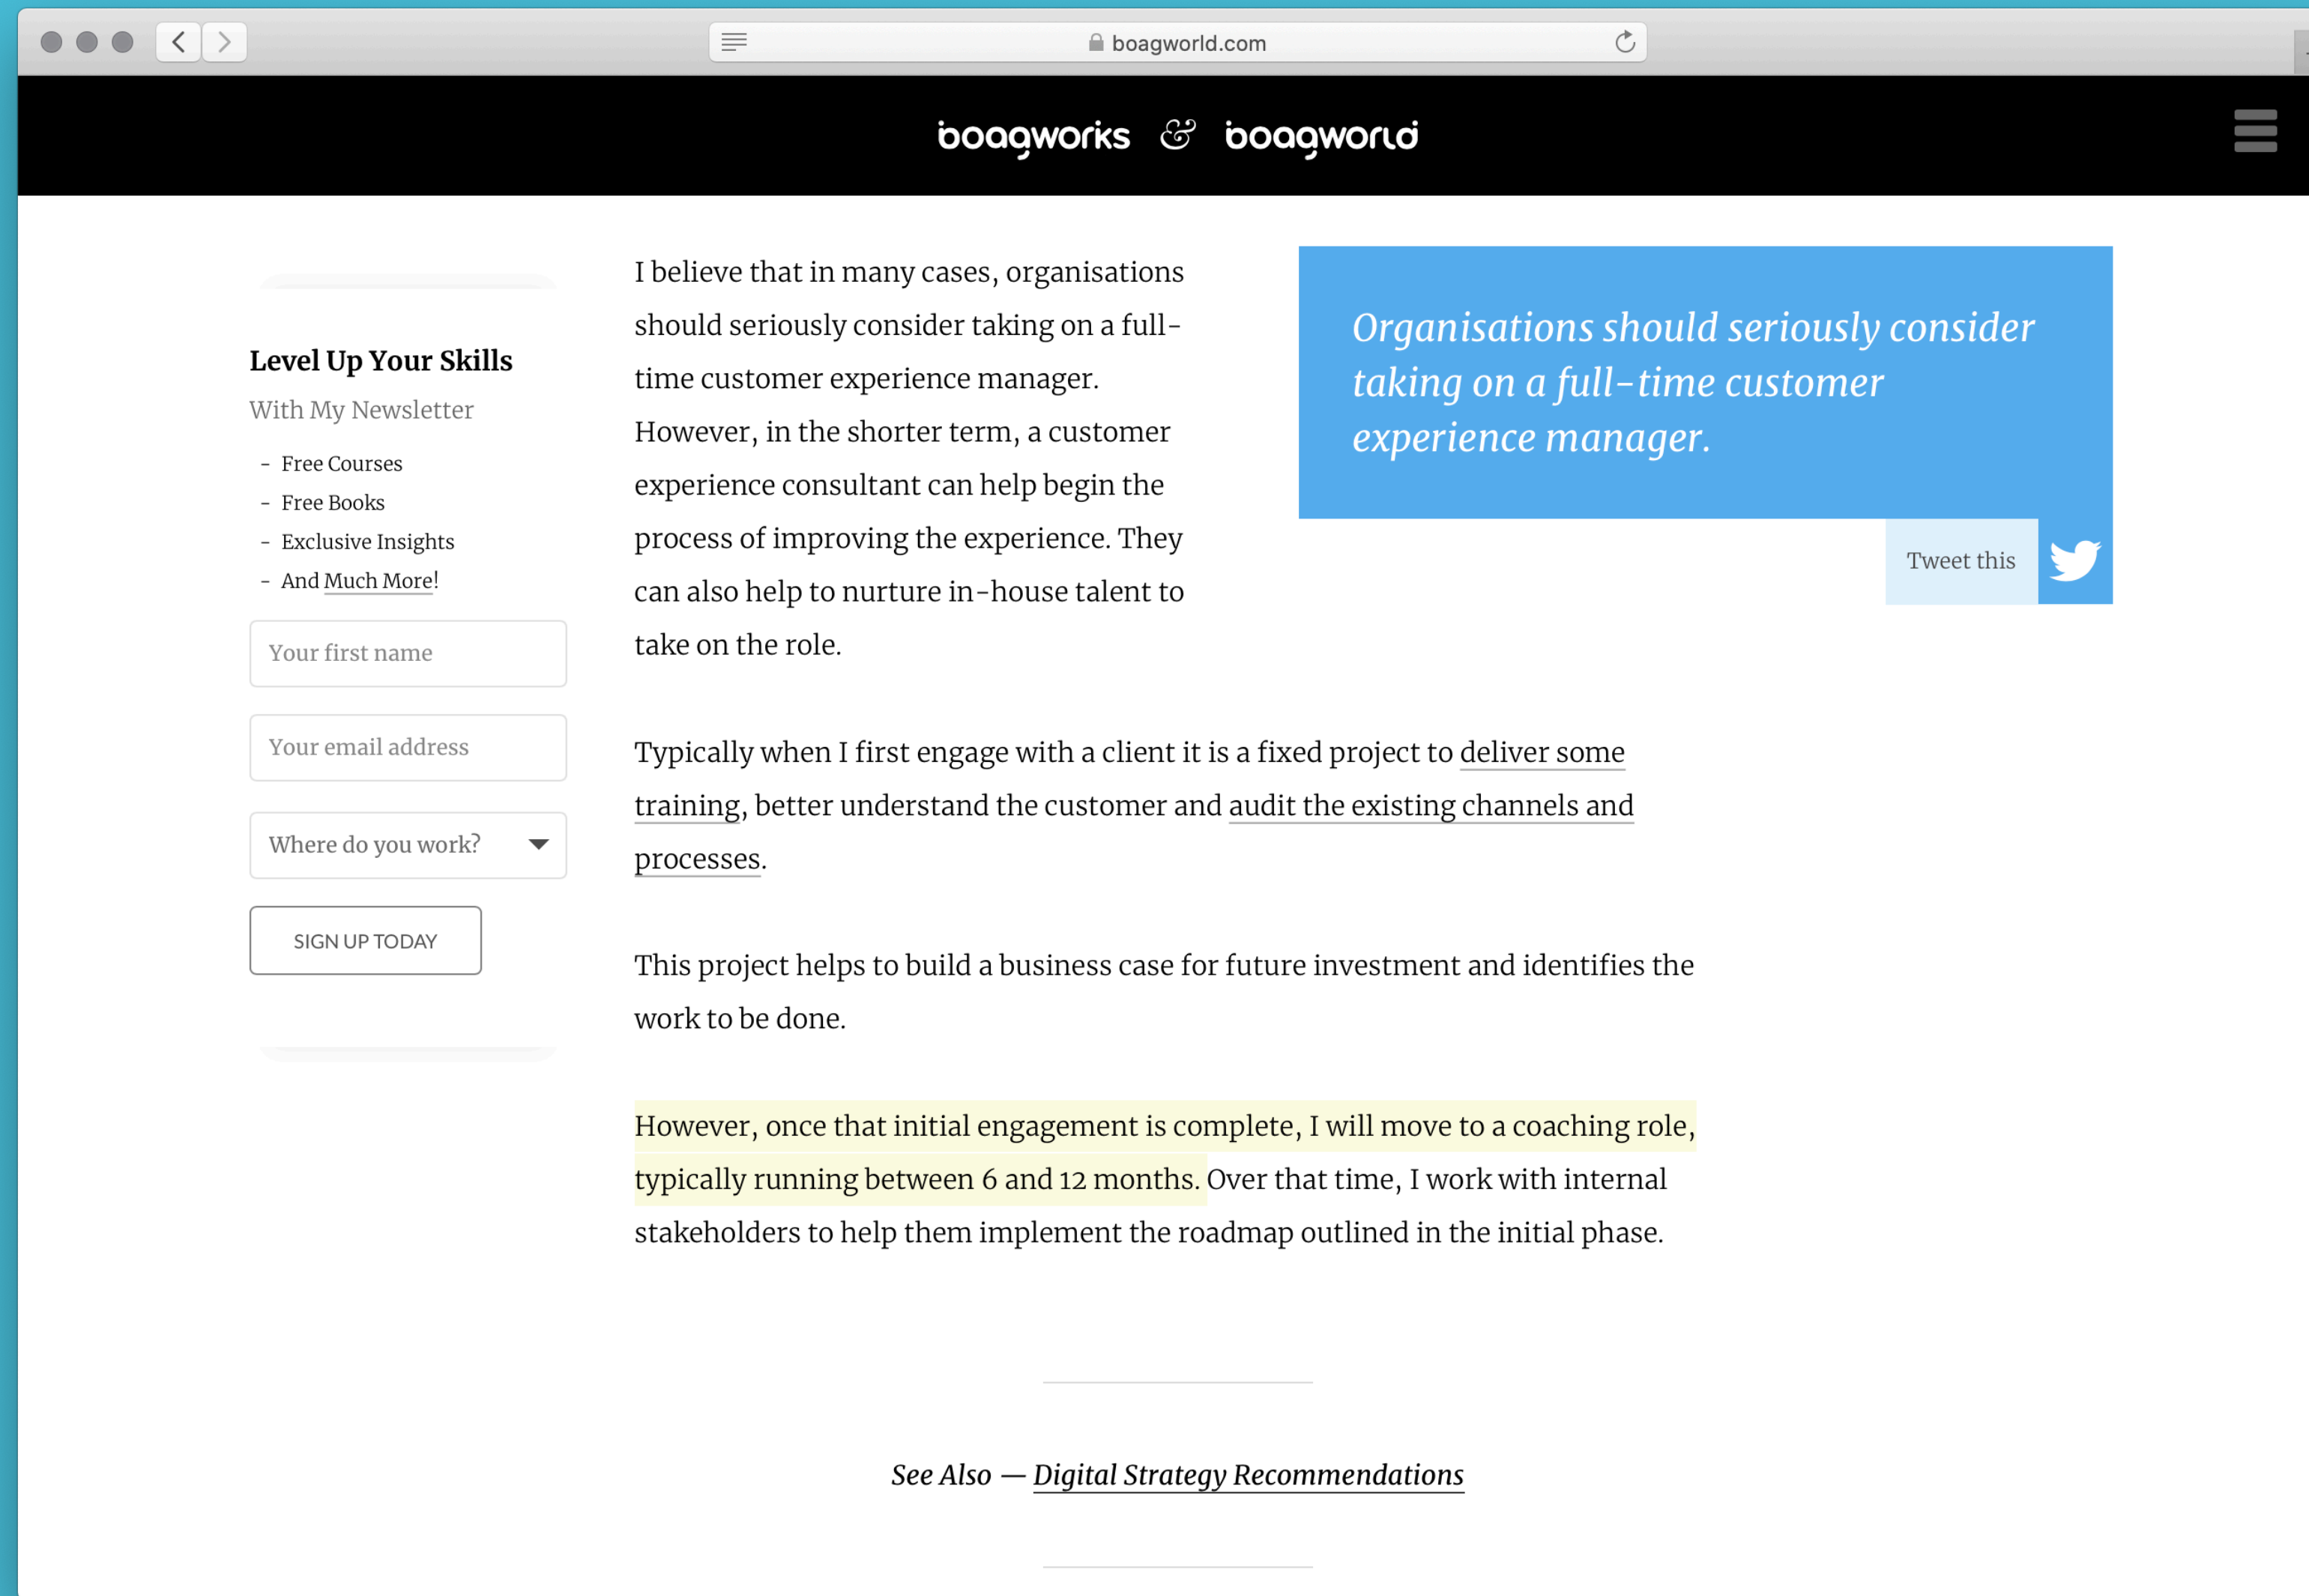 boagworld.com
boagworks & boagworld
Level Up Your Skills
With My Newsletter
- Free Courses
- Free Books
- Exclusive Insights
- And Much More!
Your first name
Your email address
Where do you work?
SIGN UP TODAY
I believe that in many cases, organisations
should seriously consider taking on a full-
time customer experience manager.
However, in the shorter term, a customer
experience consultant can help begin the
process of improving the experience. They
can also help to nurture in-house talent to
take on the role.
Organisations should seriously consider
taking on a full-time customer
experience manager.
Tweet this
Typically when I first engage with a client it is a fixed project to deliver some
training, better understand the customer and audit the existing channels and
processes.
This project helps to build a business case for future investment and identifies the
work to be done.
However, once that initial engagement is complete, I will move to a coaching role,
typically running between 6 and 12 months. Over that time, I work with internal
stakeholders to help them implement the roadmap outlined in the initial phase.
See Also — Digital Strategy Recommendations